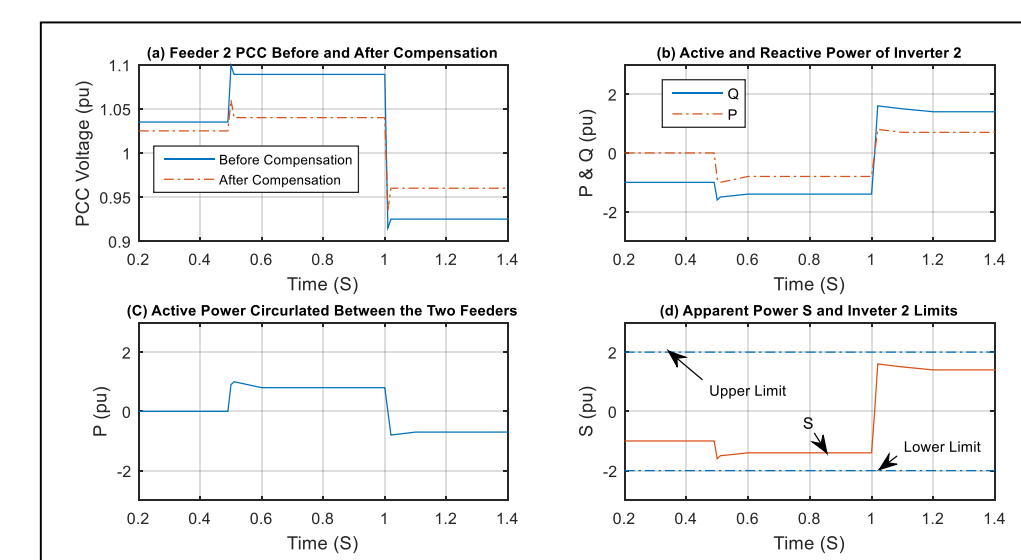 (a) Feeder 2 PCC Before and After Compensation
1.1
1.05
1
0.95
0.9
PCC Voltage (pu)
Before Compensation
After Compensation
0.2 0.4 0.6 0.8 1 1.2 1.4
Time (S)
(b) Active and Reactive Power of Inverter 2
2
0
-2
P & Q (pu)
Q
P
0.2 0.4 0.6 0.8 1 1.2 1.4
Time (S)
(C) Active Power Circurlated Between the Two Feeders
2
0
-2
P (pu)
0.2 0.4 0.6 0.8 1 1.2 1.4
Time (S)
(d) Apparent Power S and Inveter 2 Limits
2
0
-2
S (pu)
Upper Limit
S
Lower Limit
0.2 0.4 0.6 0.8 1 1.2 1.4
Time (S)